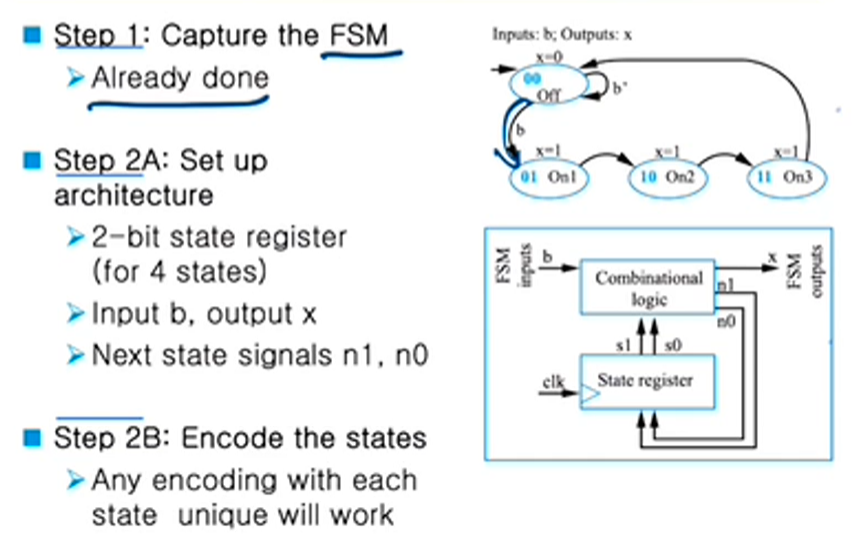 Step 1: Capture the FSM
Already done
Step 2A: Set up
architecture
2-bit state register
(for 4 states)
Input b, output x
Next state signals n1, n0
Step 2B: Encode the states
Any encoding with each
state unique will work
Inputs: b; Outputs: x
x=0
00
Off
b'
b
x=1
01 On1
x=1
10 On2
x=1
11 On3
FSM
inputs
b
Combinational
logic
x
FSM
outputs
n1
n0
s1
s0
clk
State register